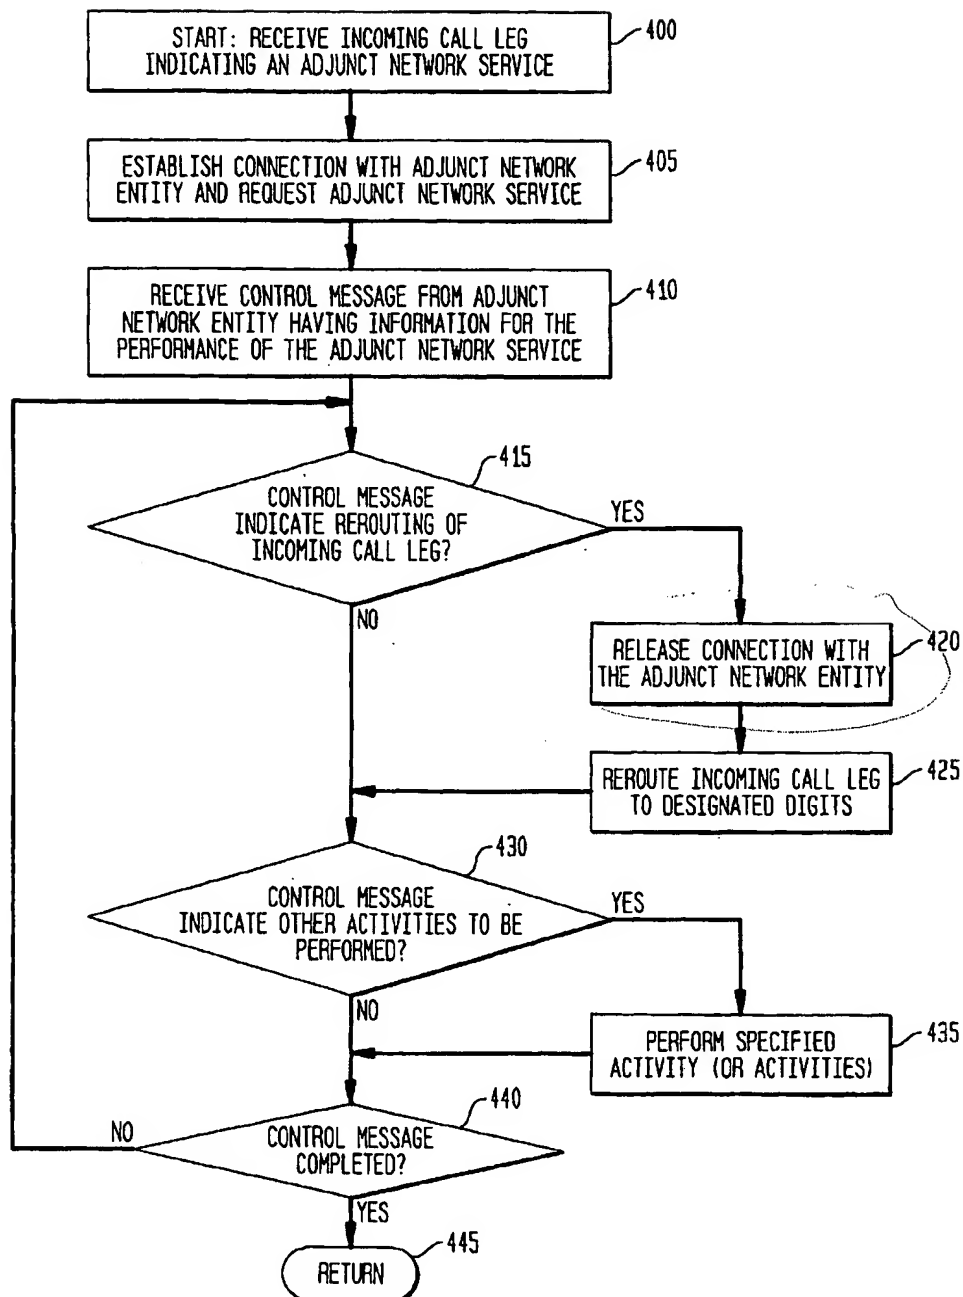 START: RECEIVE INCOMING CALL LEG
INDICATING AN ADJUNCT NETWORK SERVICE
400
ESTABLISH CONNECTION WITH ADJUNCT NETWORK
ENTITY AND REQUEST ADJUNCT NETWORK SERVICE
405
RECEIVE CONTROL MESSAGE FROM ADJUNCT
NETWORK ENTITY HAVING INFORMATION FOR THE
PERFORMANCE OF THE ADJUNCT NETWORK SERVICE
410
CONTROL MESSAGE
INDICATE REROUTING OF
INCOMING CALL LEG?
415
YES
NO
RELEASE CONNECTION WITH
THE ADJUNCT NETWORK ENTITY
420
REROUTE INCOMING CALL LEG
TO DESIGNATED DIGITS
425
CONTROL MESSAGE
INDICATE OTHER ACTIVITIES TO BE
PERFORMED?
430
YES
NO
PERFORM SPECIFIED
ACTIVITY (OR ACTIVITIES)
435
CONTROL MESSAGE
COMPLETED?
440
NO
YES
RETURN
445